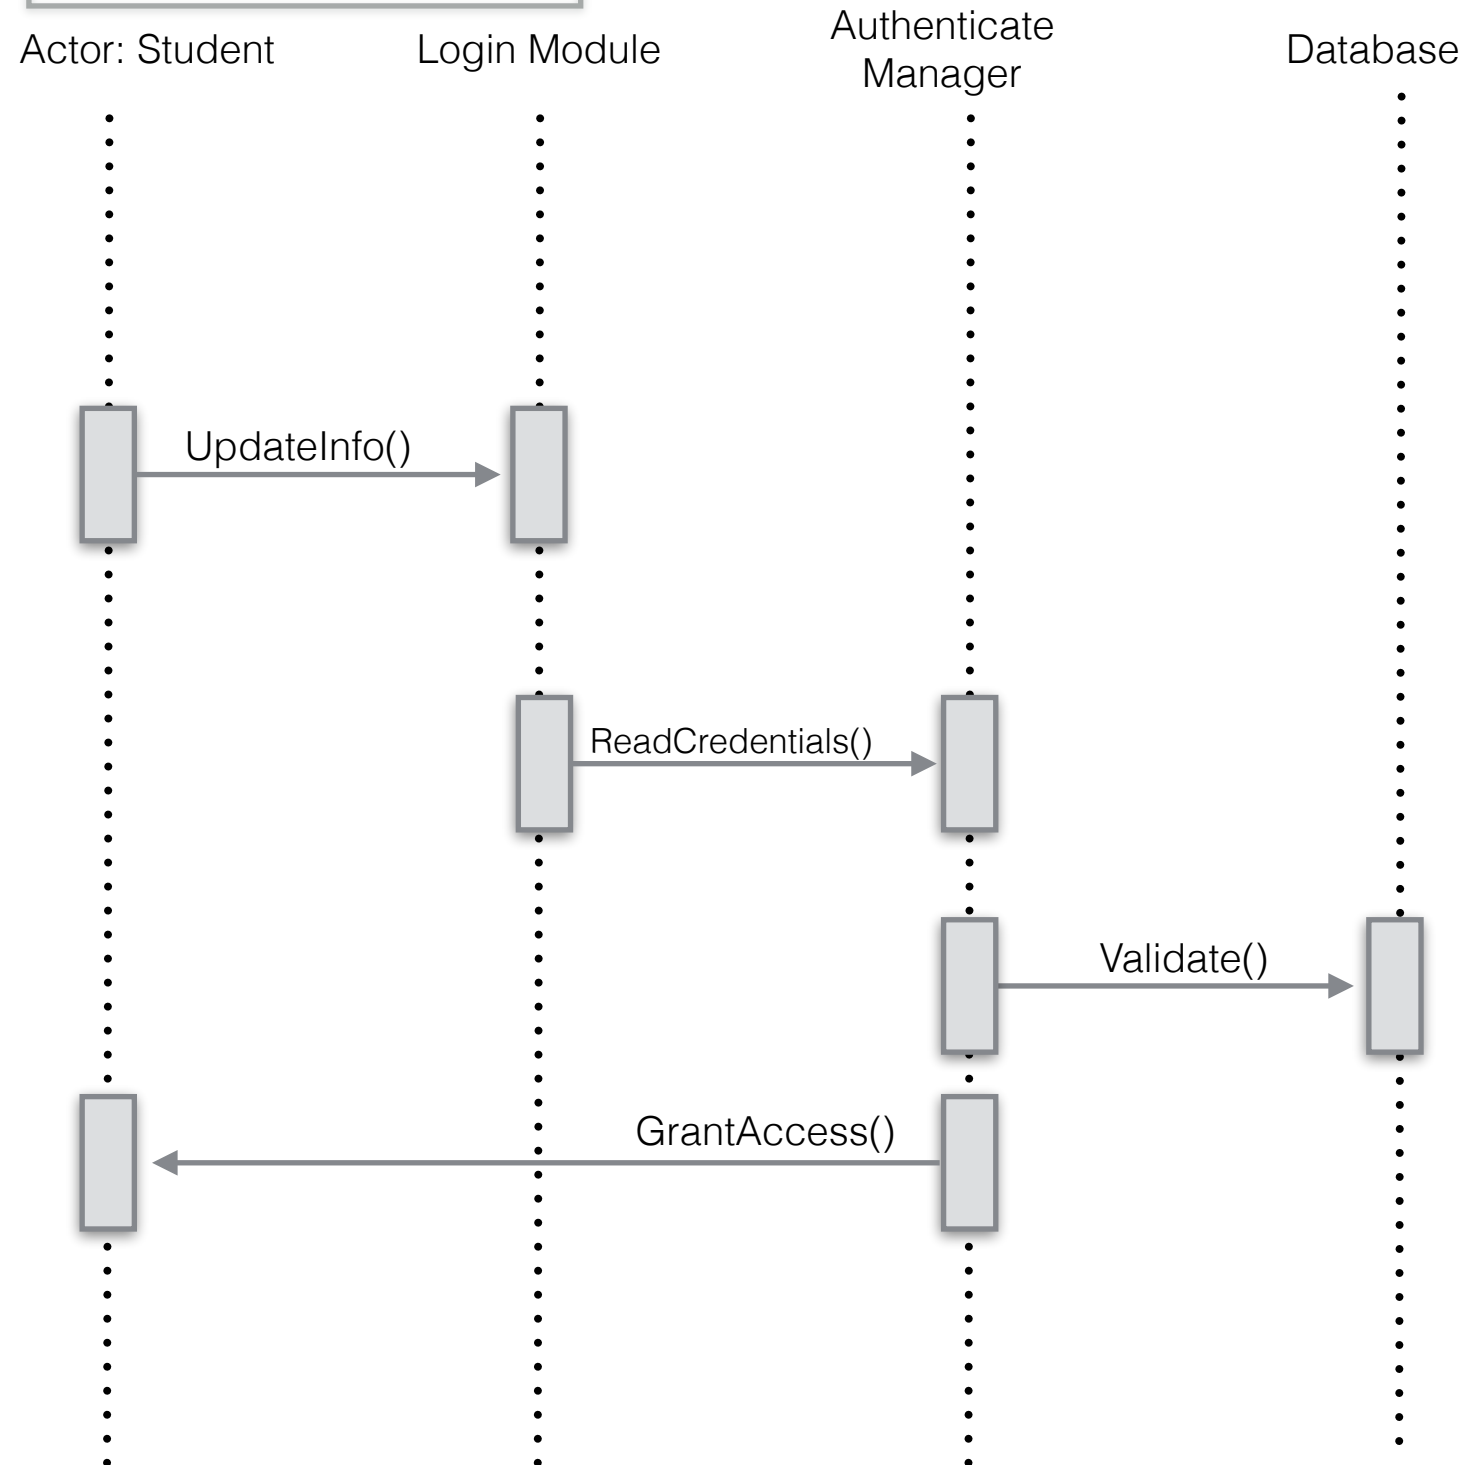 Actor: Student
Login Module
Authenticate
Manager
Database
UpdateInfo()
ReadCredentials()
Validate()
GrantAccess()